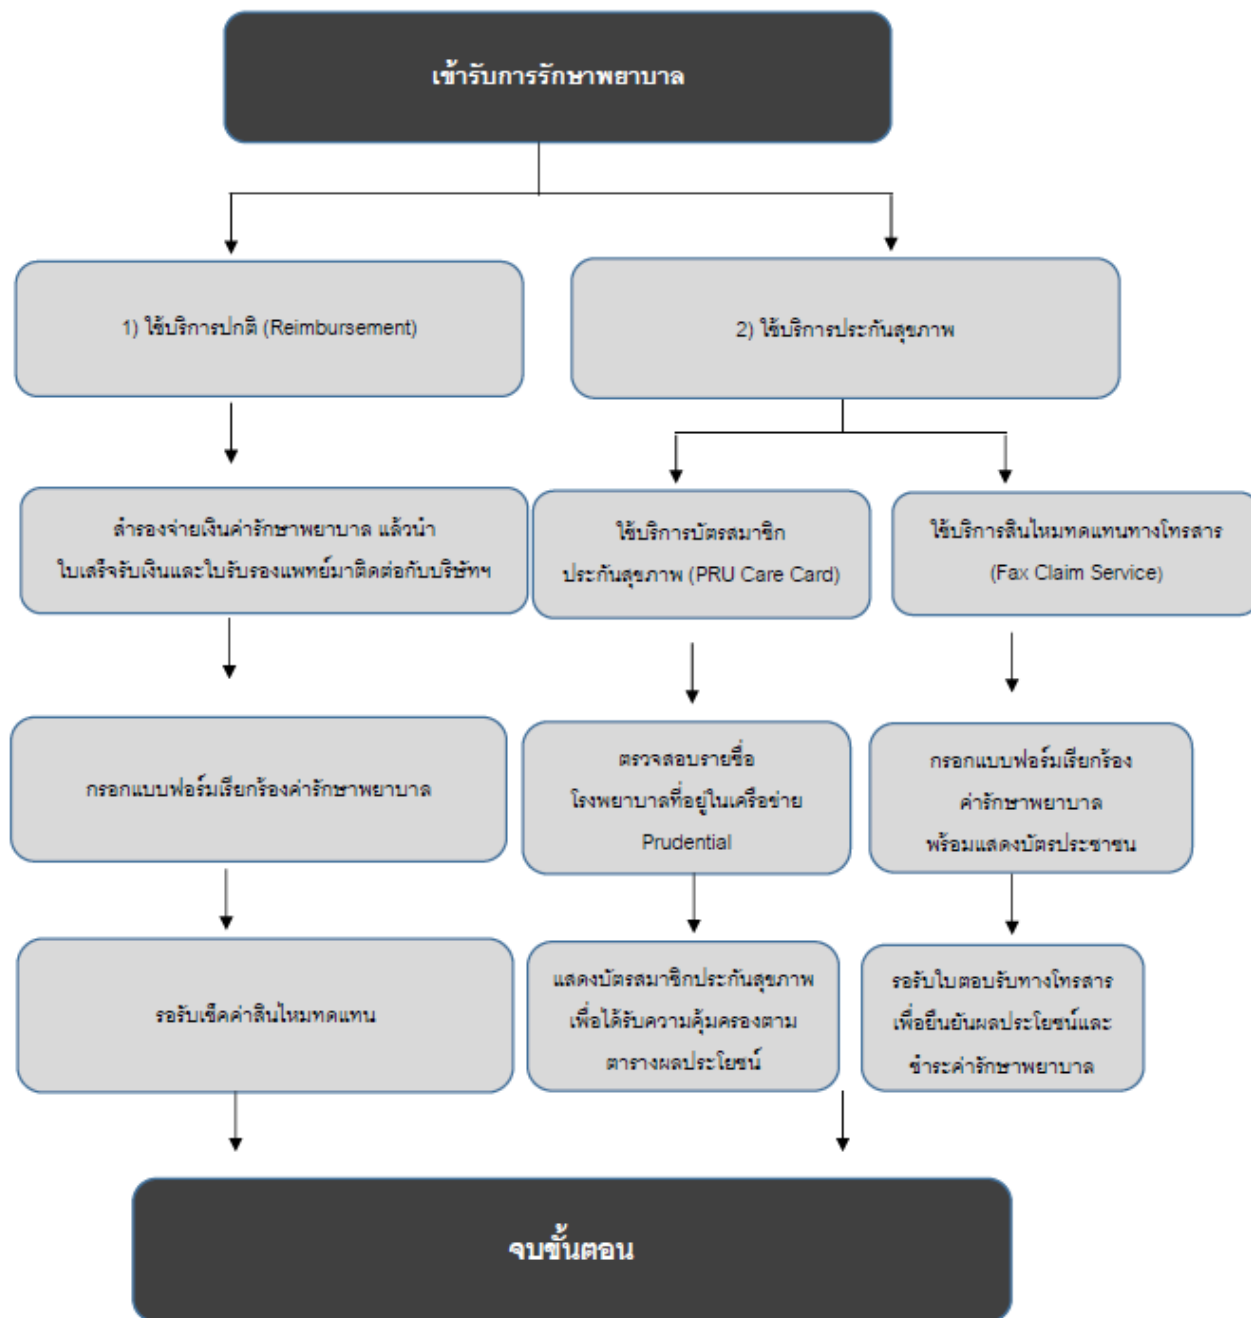 เข้ารับการรักษาพยาบาล
1) ใช้บริการปกติ (Reimbursement)
2) ใช้บริการประกันสุขภาพ
สำรองจ่ายเงินค่ารักษาพยาบาล แล้วนำ
ใบเสร็จรับเงินและใบรับรองแพทย์มาติดต่อกับบริษัทฯ
ใช้บริการบัตรสมาชิก
ประกันสุขภาพ (PRU Care Card)
ใช้บริการสินไหมทดแทนทางโทรสาร
(Fax Claim Service)
กรอกแบบฟอร์มเรียกร้องค่ารักษาพยาบาล
ตรวจสอบรายชื่อ
โรงพยาบาลที่อยู่ในเครือข่าย
Prudential
กรอกแบบฟอร์มเรียกร้อง
ค่ารักษาพยาบาล
พร้อมแสดงบัตรประชาชน
รอรับเช็คค่าสินไหมทดแทน
แสดงบัตรสมาชิกประกันสุขภาพ
เพื่อได้รับความคุ้มครองตาม
ตารางผลประโยชน์
รอรับใบตอบรับทางโทรสาร
เพื่อยืนยันผลประโยชน์และ
ชำระค่ารักษาพยาบาล
จบขั้นตอน